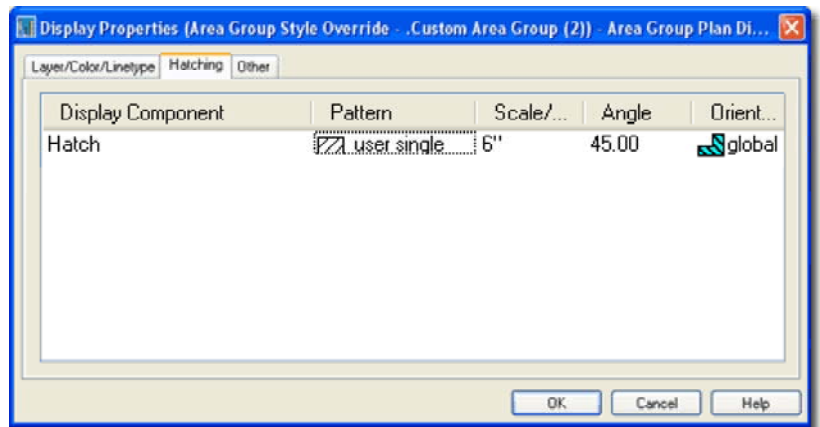 Display Properties (Area Group Style Override - .Custom Area Group (2)) - Area Group Plan Di...
Layer/Color/Linetype Hatching Other
Display Component Pattern Scale/... Angle Orient...
Hatch user single 6" 45.00 global
OK Cancel Help